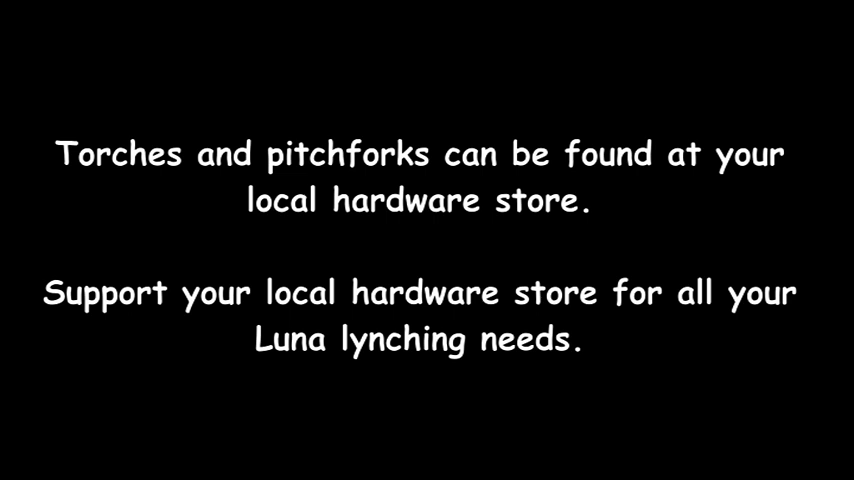 Torches and pitchforks can be found at your
local hardware store.
Support your local hardware store for all your
Luna lynching needs.